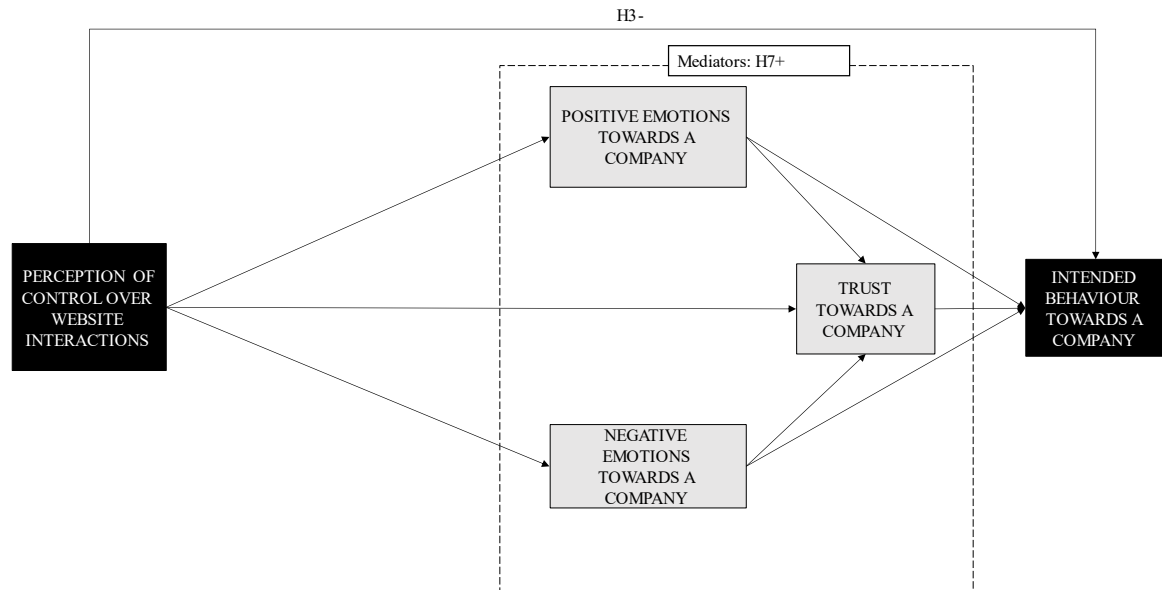 H3-
Mediators: H7+
POSITIVE EMOTIONS
TOWARDS A
COMPANY
PERCEPTION OF
CONTROL OVER
WEBSITE
INTERACTIONS
TRUST
TOWARDS A
COMPANY
INTENDED
BEHAVIOUR
TOWARDS A
COMPANY
NEGATIVE
EMOTIONS
TOWARDS A
COMPANY